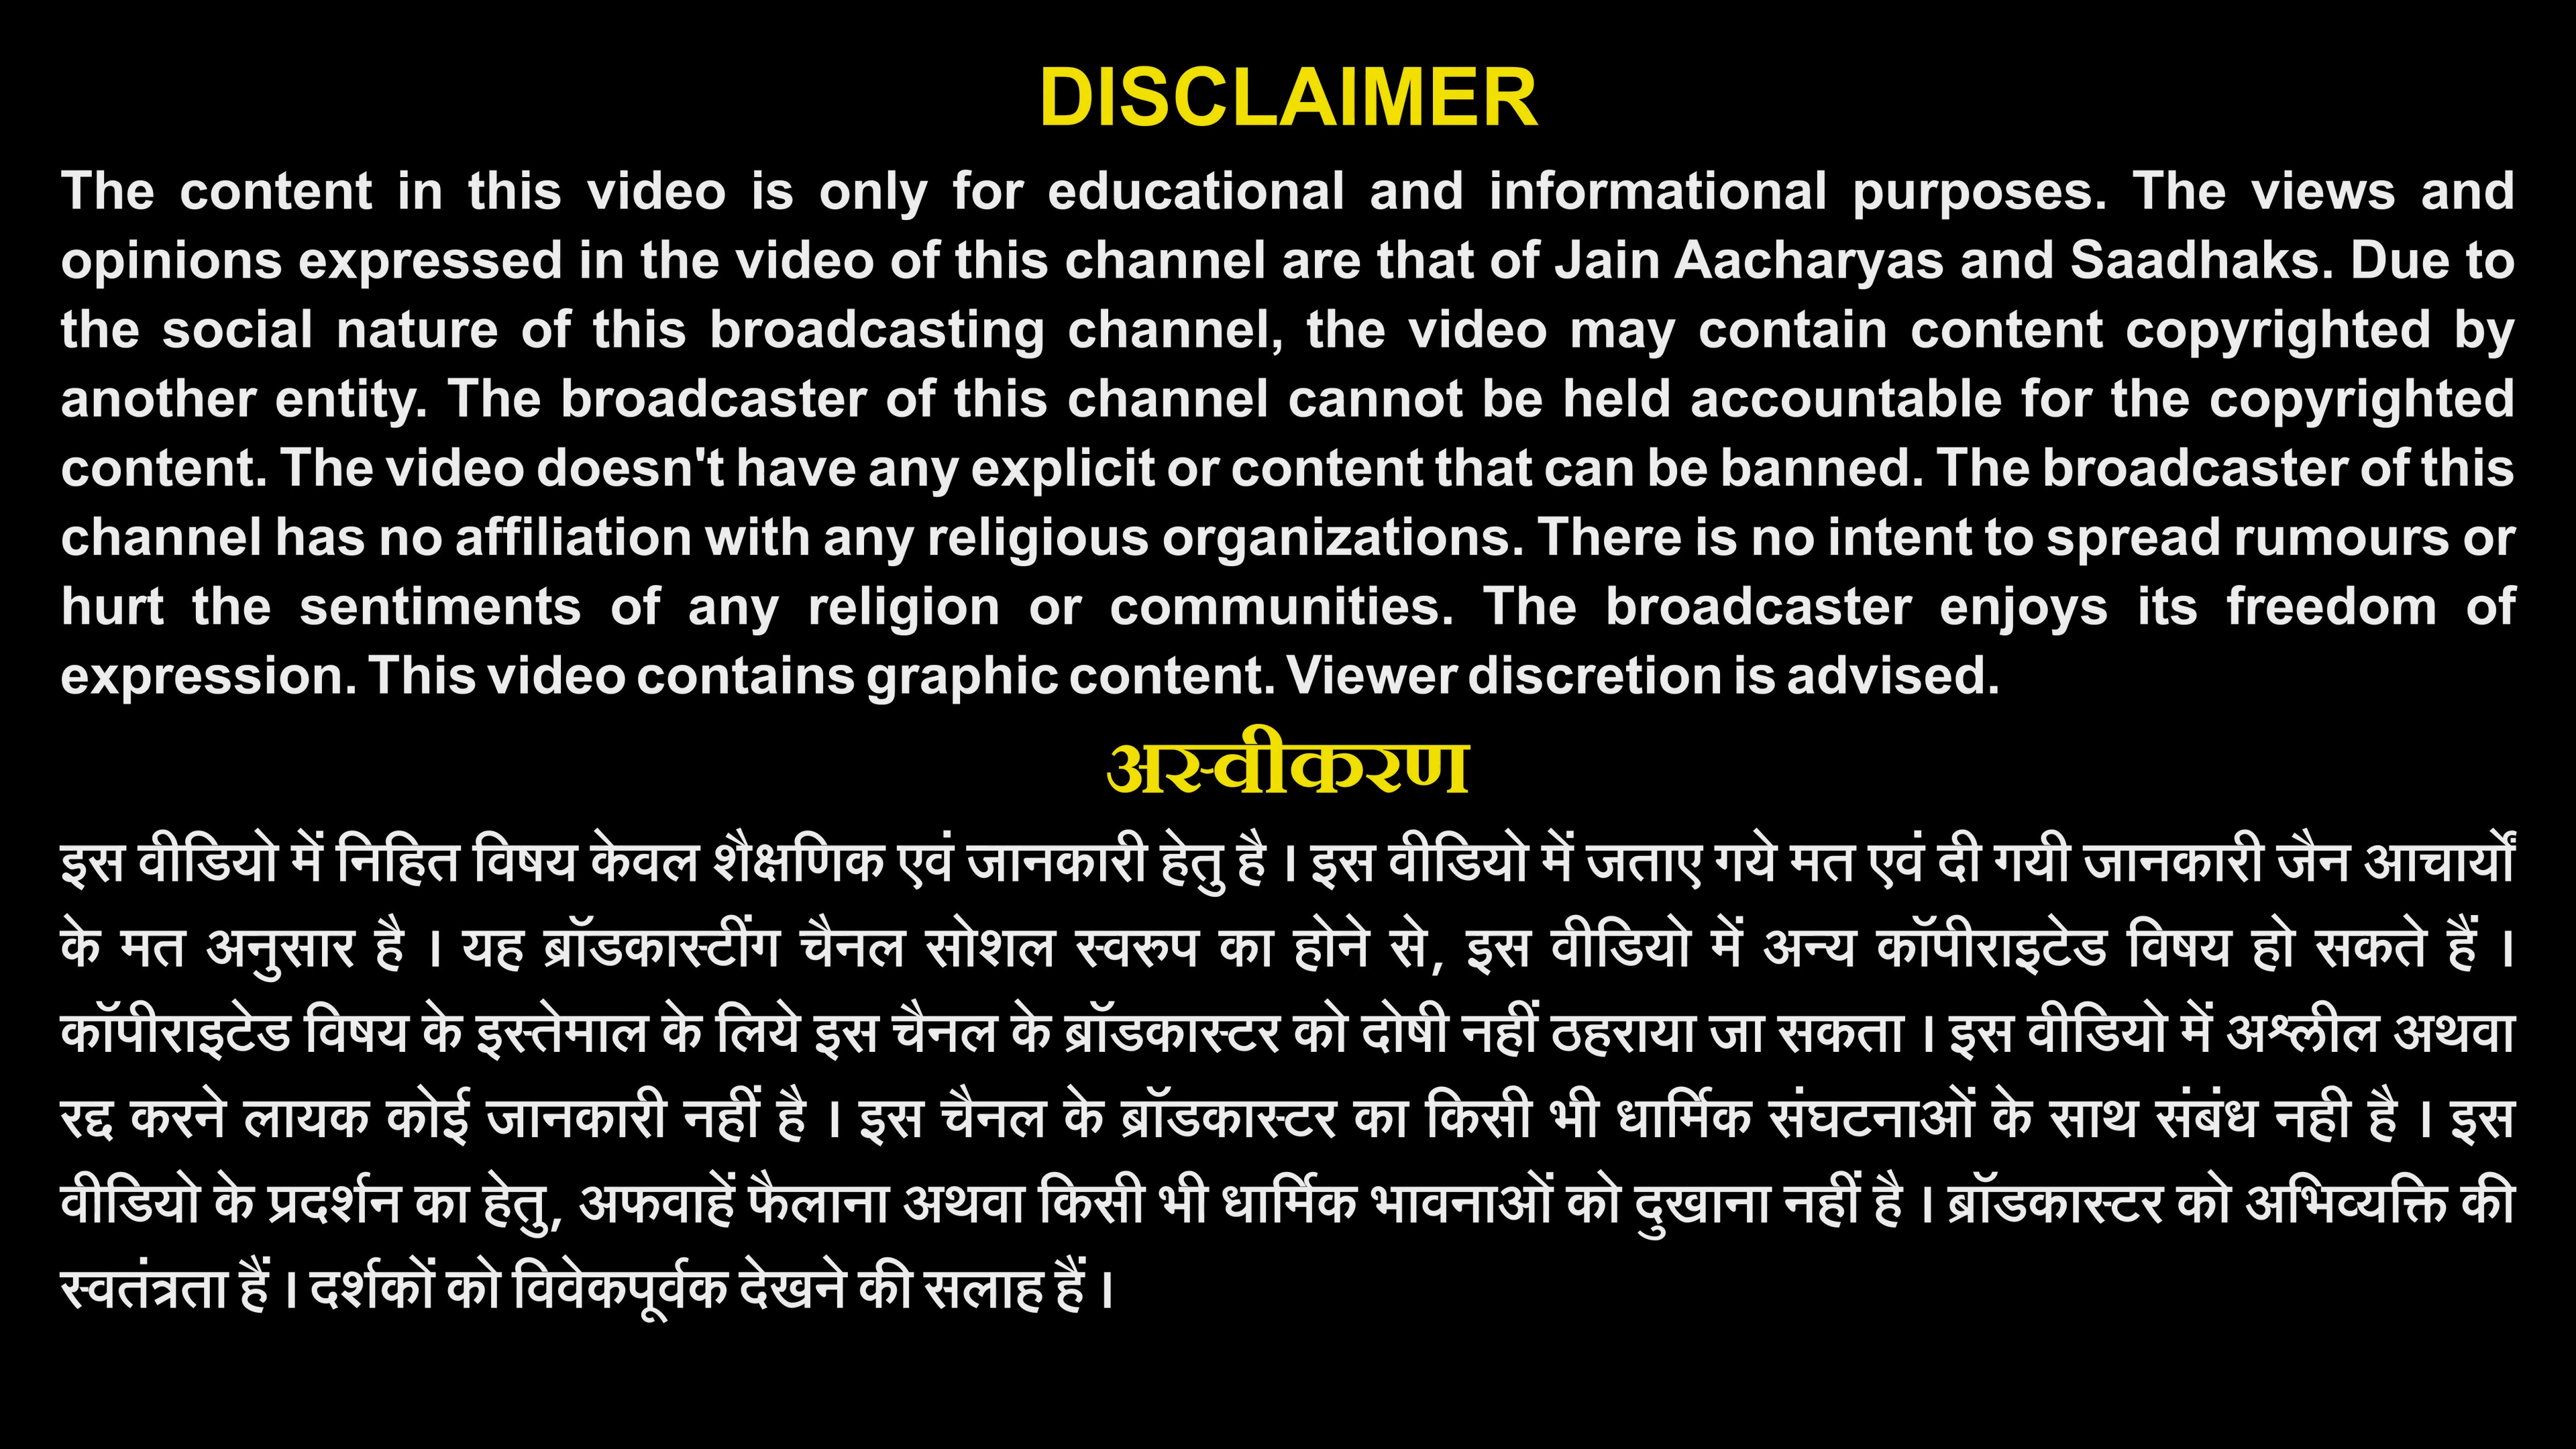 DISCLAIMER
The content in this video is only for educational and informational purposes. The views and
opinions expressed in the video of this channel are that of Jain Aacharyas and Saadhaks. Due to
the social nature of this broadcasting channel, the video may contain content copyrighted by
another entity. The broadcaster of this channel cannot be held accountable for the copyrighted
content. The video doesn't have any explicit or content that can be banned. The broadcaster of this
channel has no affiliation with any religious organizations. There is no intent to spread rumours or
hurt the sentiments of any religion or communities. The broadcaster enjoys its freedom of
expression. This video contains graphic content. Viewer discretion is advised.
अस्वीकरण
इस वीडियो में निहित विषय केवल शैक्षणिक एवं जानकारी हेतु है । इस वीडियो में जताए गये मत एवं दी गयी जानकारी जैन आचार्यों
के मत अनुसार है । यह ब्रॉडकास्टींग चैनल सोशल स्वरुप का होने से, इस वीडियो में अन्य कॉपीराइटेड विषय हो सकते हैं ।
कॉपीराइटेड विषय के इस्तेमाल के लिये इस चैनल के ब्रॉडकास्टर को दोषी नहीं ठहराया जा सकता । इस वीडियो में अश्लील अथवा
रद्द करने लायक कोई जानकारी नहीं है । इस चैनल के ब्रॉडकास्टर का किसी भी धार्मिक संघटनाओं के साथ संबंध नही है । इस
वीडियो के प्रदर्शन का हेतु, अफवाहें फैलाना अथवा किसी भी धार्मिक भावनाओं को दुखाना नहीं है । ब्रॉडकास्टर को अभिव्यक्ति की
स्वतंत्रता हैं । दर्शकों को विवेकपूर्वक देखने की सलाह हैं ।